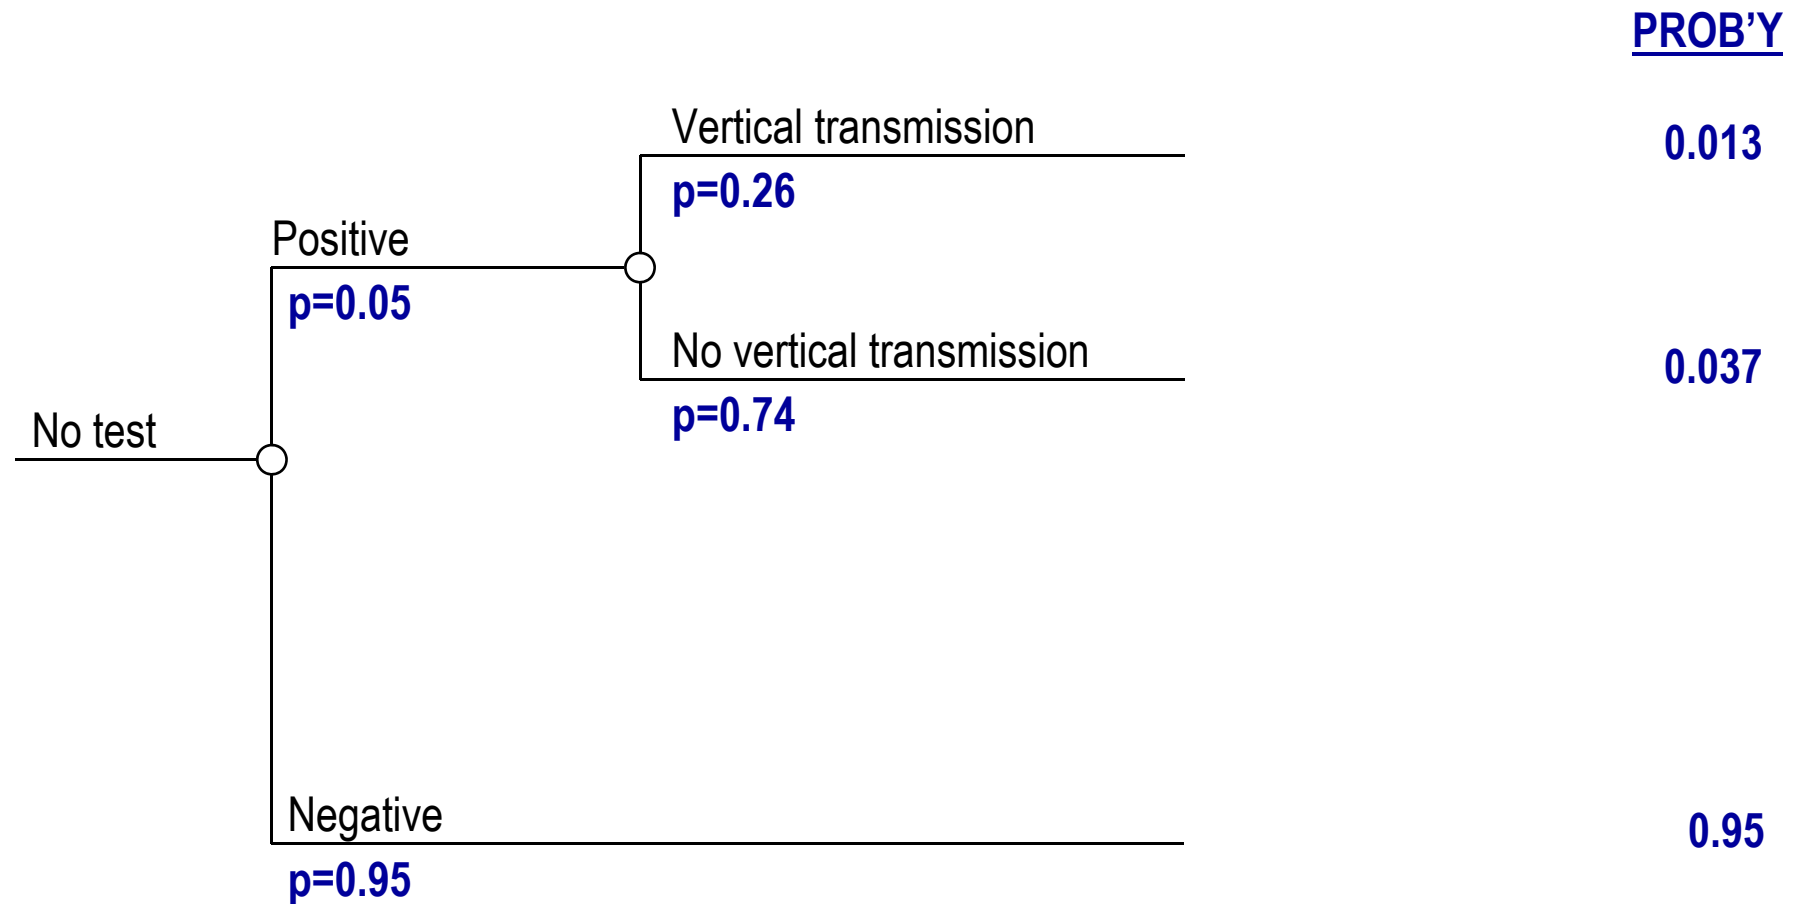 PROB’Y
Vertical transmission
0.013
p=0.26
Positive
p=0.05
No vertical transmission
0.037
p=0.74
No test
Negative
0.95
p=0.95